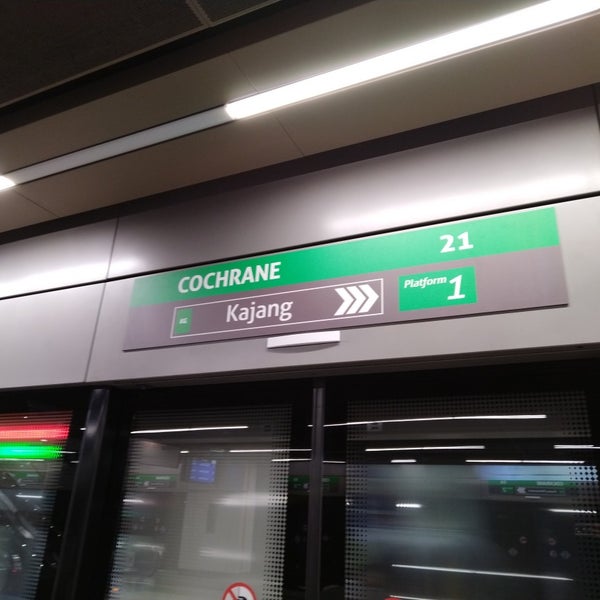 COCHRANE 21
Kajang
Platform 1